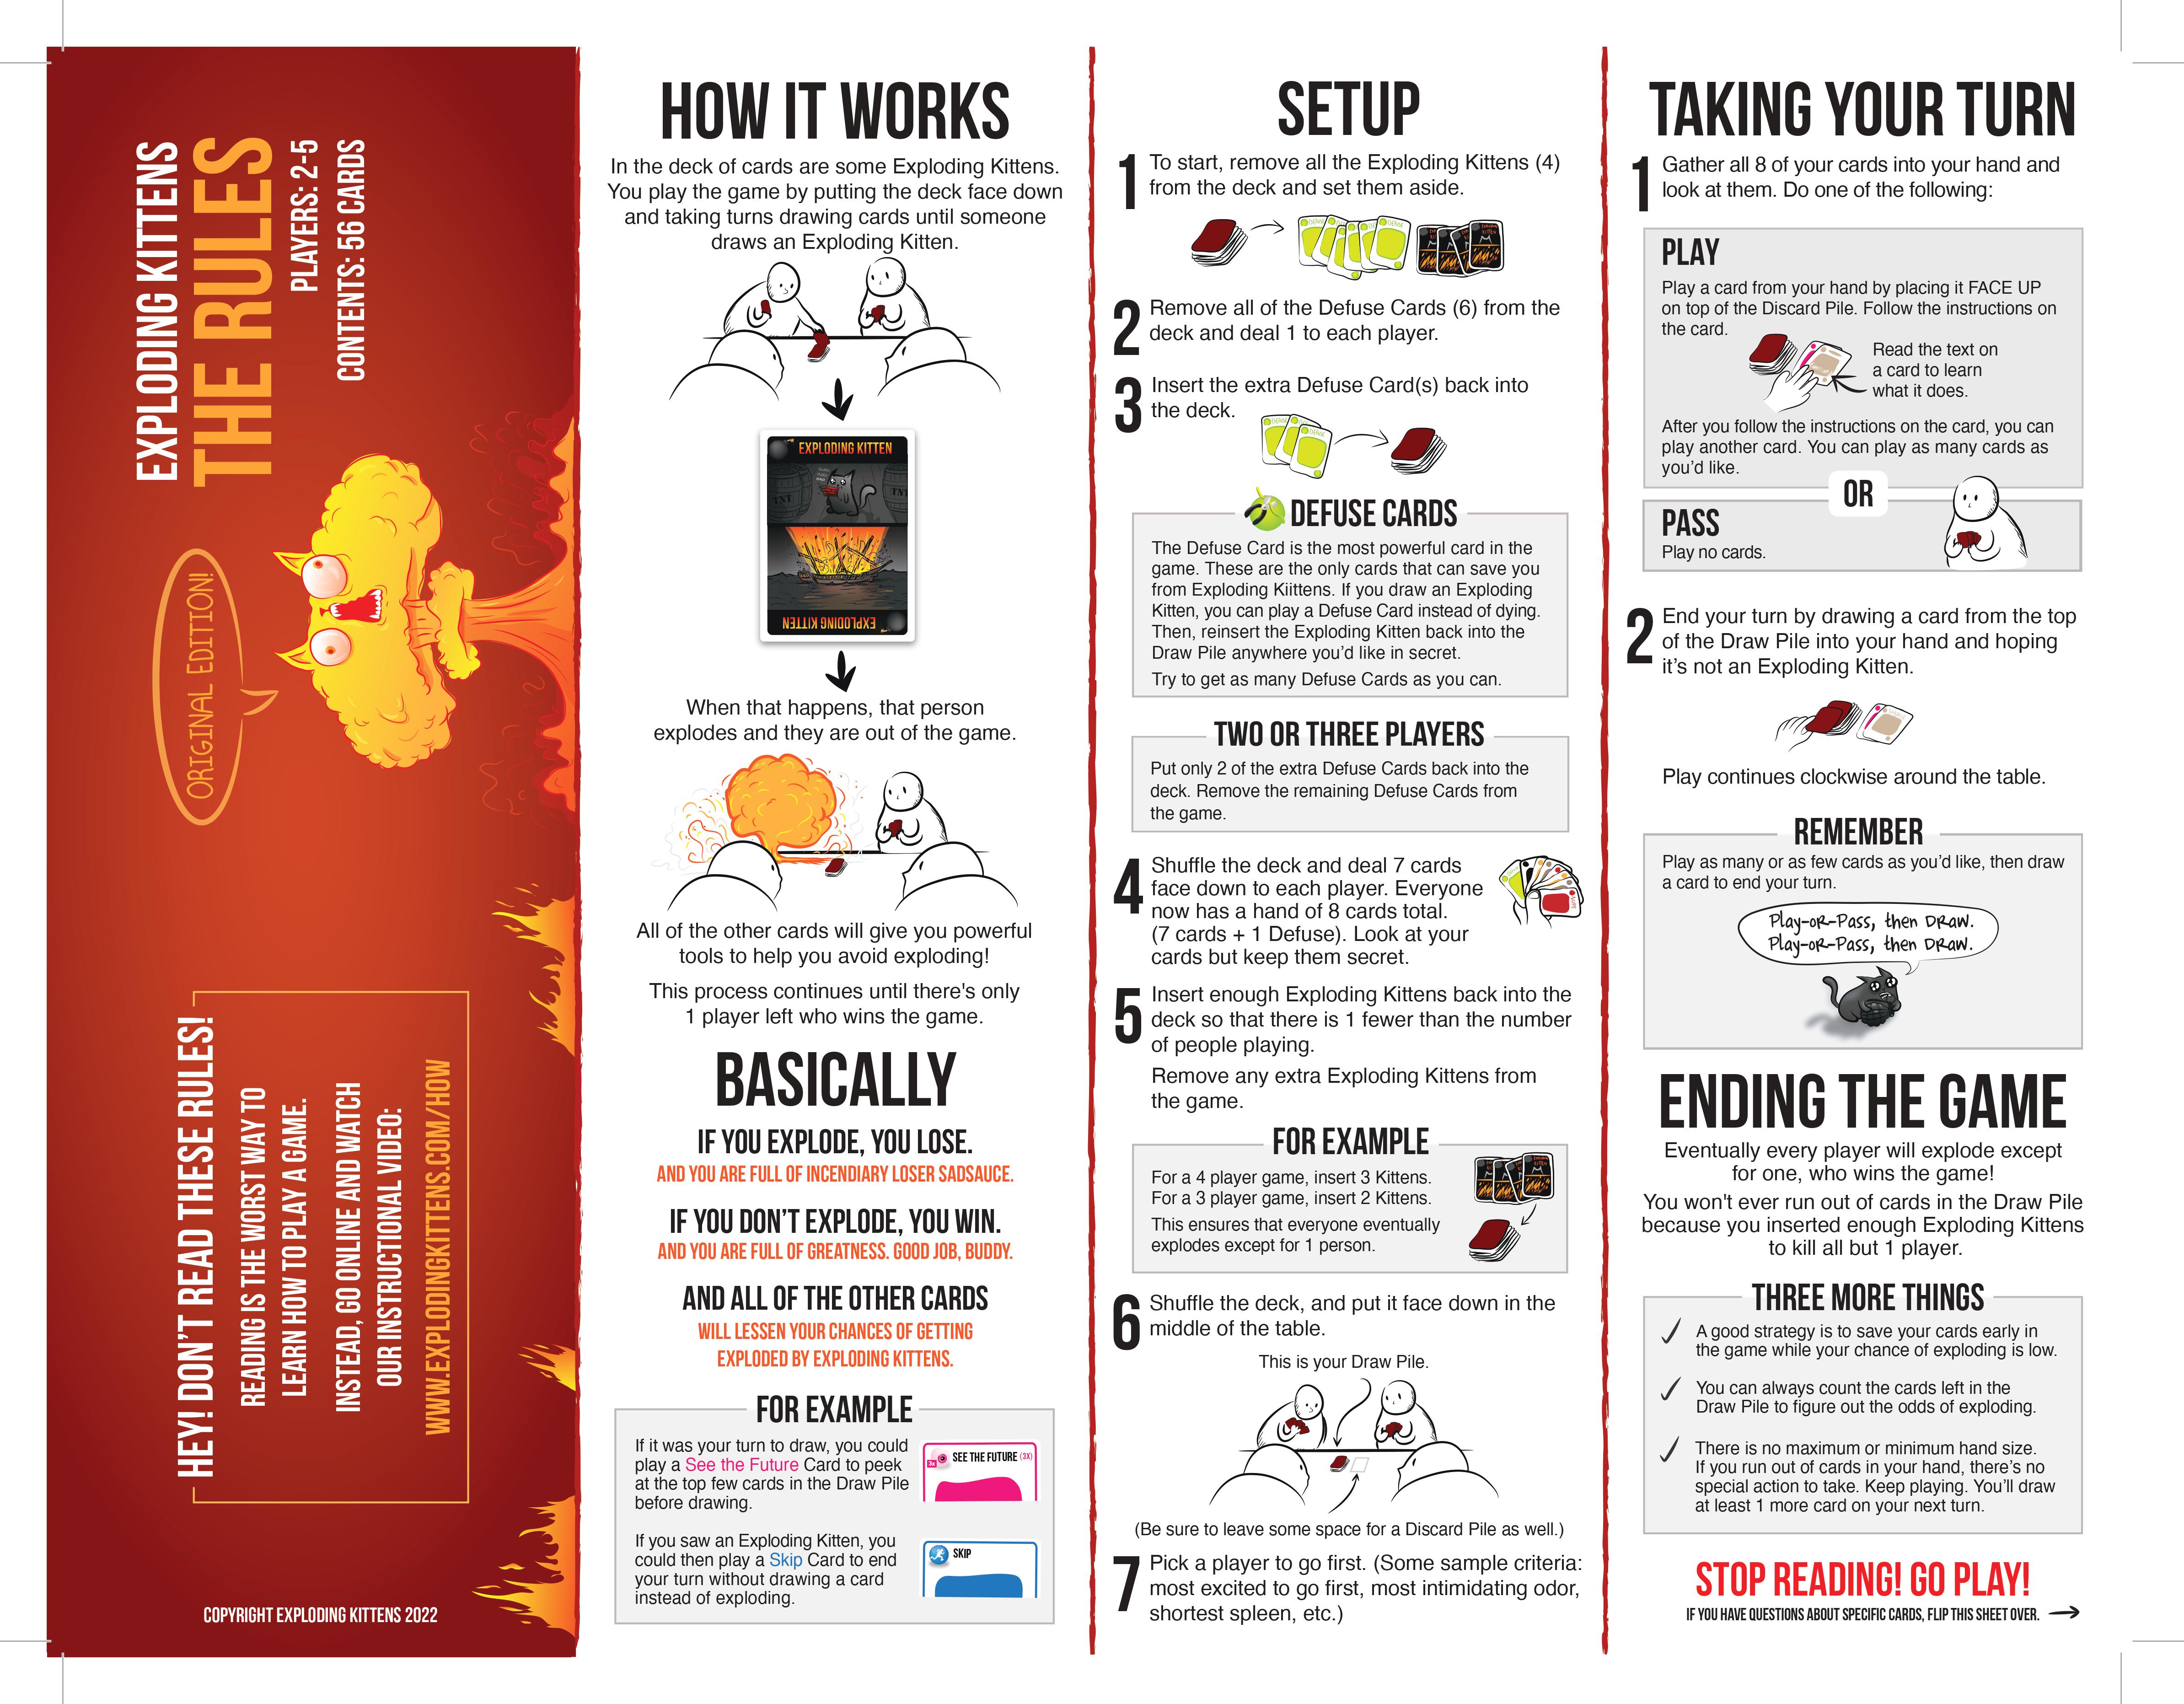 EXPLODING KITTENS
THE RULES
PLAYERS: 2-5
CONTENTS: 56 CARDS
ORIGINAL EDITION!
HEY! DON'T READ THESE RULES!
READING IS THE WORST WAY TO
LEARN HOW TO PLAY A GAME.
INSTEAD, GO ONLINE AND WATCH
OUR INSTRUCTIONAL VIDEO:
WWW.EXPLODINGKITTENS.COM/HOW
COPYRIGHT EXPLODING KITTENS 2022
HOW IT WORKS
In the deck of cards are some Exploding Kittens.
You play the game by putting the deck face down
and taking turns drawing cards until someone
draws an Exploding Kitten.
EXPLODING KITTEN
TNT
TNT
EXPLODING KITTEN
When that happens, that person
explodes and they are out of the game.
All of the other cards will give you powerful
tools to help you avoid exploding!
This process continues until there's only
1 player left who wins the game.
BASICALLY
IF YOU EXPLODE, YOU LOSE.
AND YOU ARE FULL OF INCENDIARY LOSER SADSAUCE.
IF YOU DON'T EXPLODE, YOU WIN.
AND YOU ARE FULL OF GREATNESS. GOOD JOB, BUDDY.
AND ALL OF THE OTHER CARDS
WILL LESSEN YOUR CHANCES OF GETTING
EXPLODED BY EXPLODING KITTENS.
FOR EXAMPLE
If it was your turn to draw, you could
play a See the Future Card to peek
at the top few cards in the Draw Pile
before drawing.
3x SEE THE FUTURE (3X)
If you saw an Exploding Kitten, you
could then play a Skip Card to end
your turn without drawing a card
instead of exploding.
SKIP
SETUP
1 To start, remove all the Exploding Kittens (4)
from the deck and set them aside.
2 Remove all of the Defuse Cards (6) from the
deck and deal 1 to each player.
3 Insert the extra Defuse Card(s) back into
the deck.
DEFUSE CARDS
The Defuse Card is the most powerful card in the
game. These are the only cards that can save you
from Exploding Kiittens. If you draw an Exploding
Kitten, you can play a Defuse Card instead of dying.
Then, reinsert the Exploding Kitten back into the
Draw Pile anywhere you'd like in secret.
Try to get as many Defuse Cards as you can.
TWO OR THREE PLAYERS
Put only 2 of the extra Defuse Cards back into the
deck. Remove the remaining Defuse Cards from
the game.
4 Shuffle the deck and deal 7 cards
face down to each player. Everyone
now has a hand of 8 cards total.
(7 cards + 1 Defuse). Look at your
cards but keep them secret.
5 Insert enough Exploding Kittens back into the
deck so that there is 1 fewer than the number
of people playing.
Remove any extra Exploding Kittens from
the game.
FOR EXAMPLE
For a 4 player game, insert 3 Kittens.
For a 3 player game, insert 2 Kittens.
This ensures that everyone eventually
explodes except for 1 person.
6 Shuffle the deck, and put it face down in the
middle of the table.
This is your Draw Pile.
(Be sure to leave some space for a Discard Pile as well.)
7 Pick a player to go first. (Some sample criteria:
most excited to go first, most intimidating odor,
shortest spleen, etc.)
TAKING YOUR TURN
1 Gather all 8 of your cards into your hand and
look at them. Do one of the following:
PLAY
Play a card from your hand by placing it FACE UP
on top of the Discard Pile. Follow the instructions on
the card.
Read the text on
a card to learn
what it does.
After you follow the instructions on the card, you can
play another card. You can play as many cards as
you'd like.
OR
PASS
Play no cards.
2 End your turn by drawing a card from the top
of the Draw Pile into your hand and hoping
it's not an Exploding Kitten.
Play continues clockwise around the table.
REMEMBER
Play as many or as few cards as you'd like, then draw
a card to end your turn.
Play-or-Pass, then Draw.
Play-or-Pass, then Draw.
ENDING THE GAME
Eventually every player will explode except
for one, who wins the game!
You won't ever run out of cards in the Draw Pile
because you inserted enough Exploding Kittens
to kill all but 1 player.
THREE MORE THINGS
A good strategy is to save your cards early in
the game while your chance of exploding is low.
You can always count the cards left in the
Draw Pile to figure out the odds of exploding.
There is no maximum or minimum hand size.
If you run out of cards in your hand, there's no
special action to take. Keep playing. You'll draw
at least 1 more card on your next turn.
STOP READING! GO PLAY!
IF YOU HAVE QUESTIONS ABOUT SPECIFIC CARDS, FLIP THIS SHEET OVER.